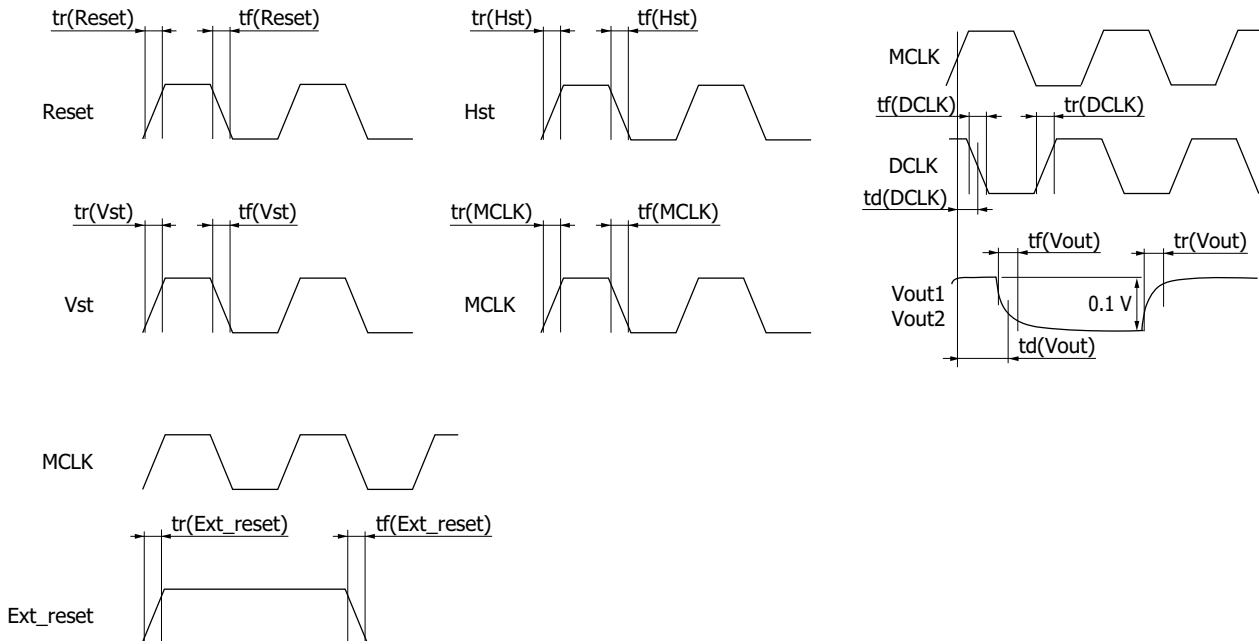 tr(Reset)
tf(Reset)
Reset
tr(Hst)
tf(Hst)
Hst
MCLK
tf(DCLK)
tr(DCLK)
DCLK
td(DCLK)
tf(Vout)
tr(Vout)
Vout1
Vout2
0.1 V
td(Vout)
tr(Vst)
tf(Vst)
Vst
tr(MCLK)
tf(MCLK)
MCLK
MCLK
tr(Ext_reset)
tf(Ext_reset)
Ext_reset